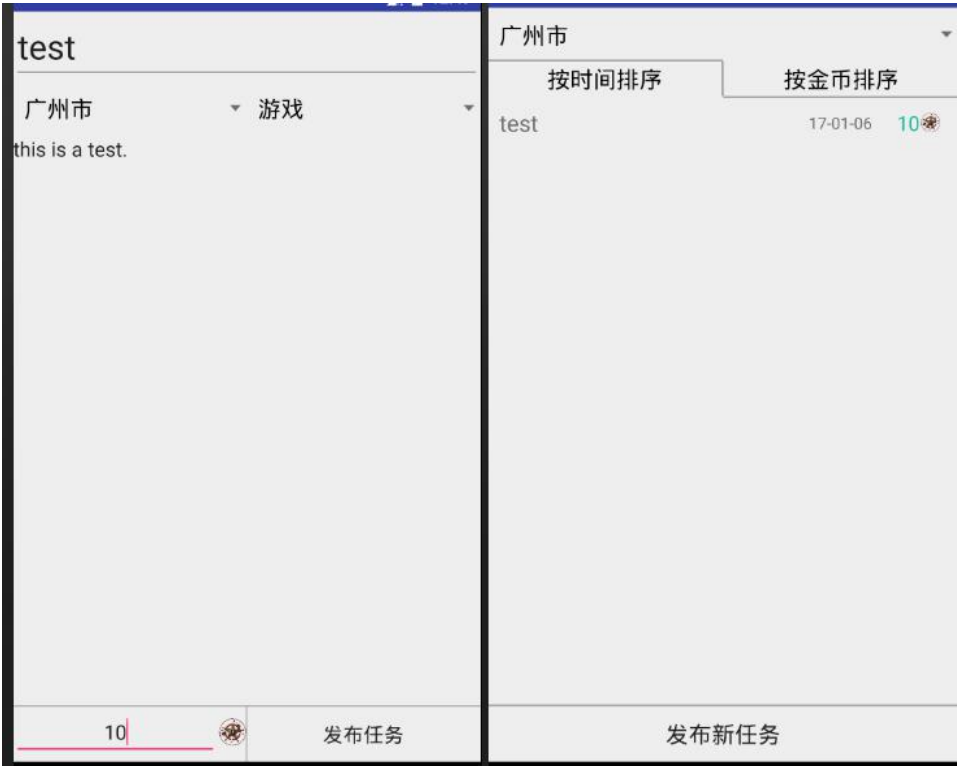 test
广州市 游戏
this is a test.
10 发布任务
广州市
按时间排序 按金币排序
test 17-01-06 10
发布新任务